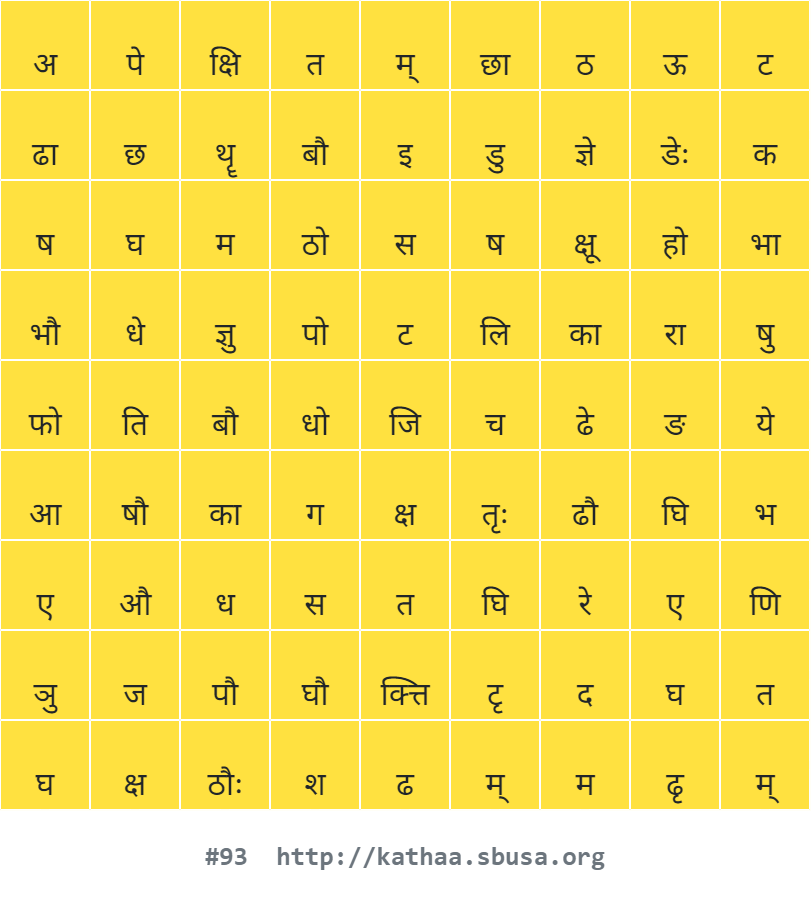 अ पे क्षि त म् छा ठ ऊ ट
ढा छ थॄ बौ इ डु ज्ञे डेः क
ष घ म ठो स ष क्षू हो भा
भौ धे ज्ञु पो ट लि का रा षु
फो ति बौ धो जि च ढे ङ ये
आ षौ का ग क्ष तृः ढौ घि भ
ए औ ध स त घि रे ए णि
ञु ज पौ घौ क्त्ति टृ द घ त
घ क्ष ठौः श ढ म् म ढृ म्
#93 http://kathaa.sbusa.org